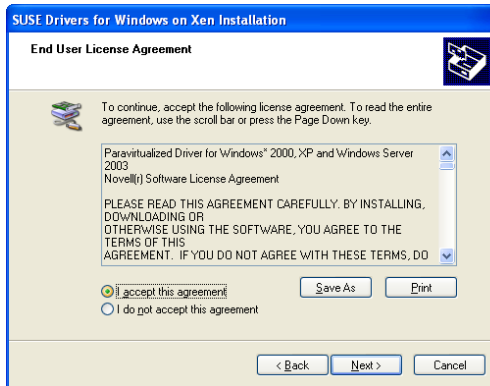 SUSE Drivers for Windows on Xen Installation
End User License Agreement
To continue, accept the following license agreement. To read the entire
agreement, use the scroll bar or press the Page Down key.
Paravirtualized Driver for Windows* 2000, XP and Windows Server
2003
Novell(r) Software License Agreement
PLEASE READ THIS AGREEMENT CAREFULLY. BY INSTALLING,
DOWNLOADING OR
OTHERWISE USING THE SOFTWARE, YOU AGREE TO THE
TERMS OF THIS
AGREEMENT. IF YOU DO NOT AGREE WITH THESE TERMS, DO
I accept this agreement
I do not accept this agreement
Save As
Print
< Back
Next >
Cancel